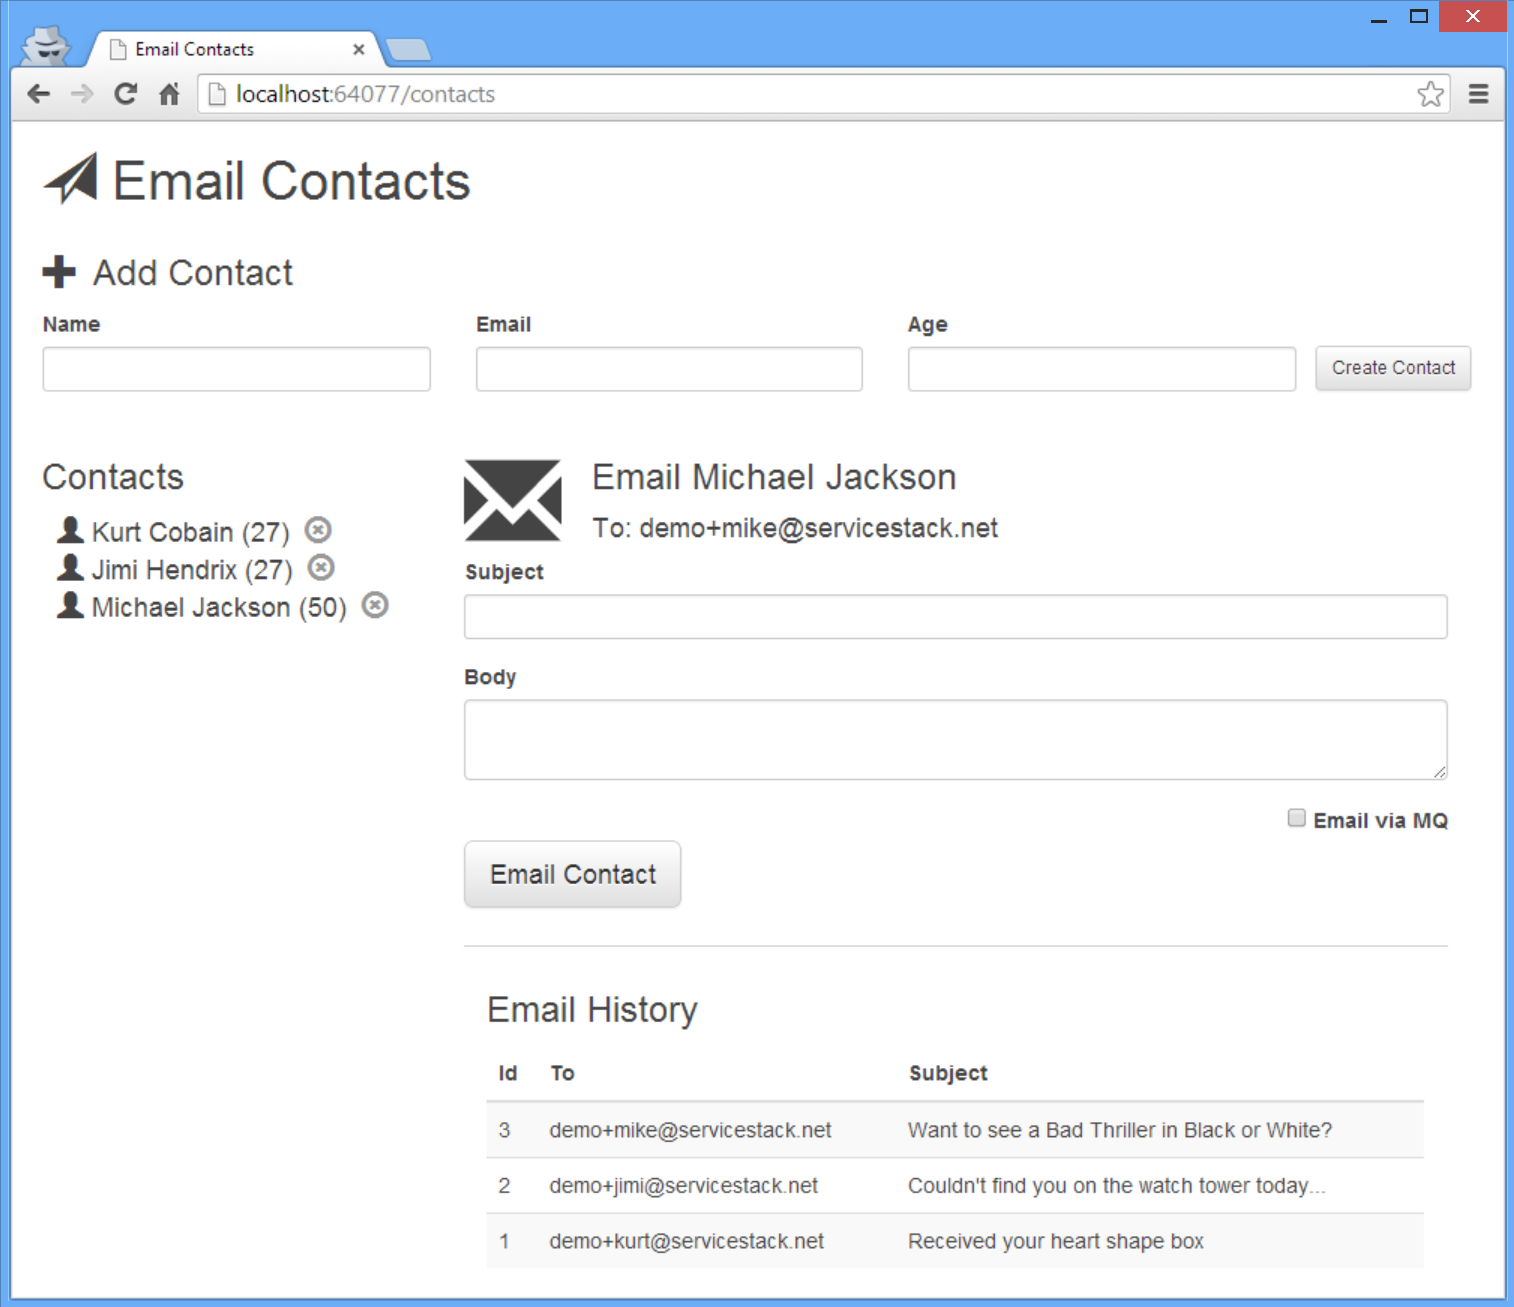 Email Contacts
localhost:64077/contacts
Email Contacts
Add Contact
Name Email Age
Create Contact
Contacts
Kurt Cobain (27)
Jimi Hendrix (27)
Michael Jackson (50)
Email Michael Jackson
To: demo+mike@servicestack.net
Subject
Body
Email via MQ
Email Contact
Email History
Id To Subject
3 demo+mike@servicestack.net Want to see a Bad Thriller in Black or White?
2 demo+jimi@servicestack.net Couldn't find you on the watch tower today...
1 demo+kurt@servicestack.net Received your heart shape box